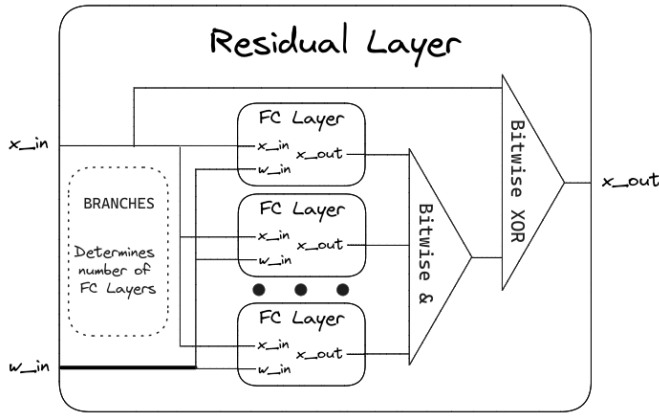 Residual Layer
x_in
BRANCHES
Determines
number of
FC Layers
w_in
FC Layer
x_in
x_out
w_in
FC Layer
x_in
x_out
w_in
FC Layer
x_in
x_out
w_in
Bitwise &
Bitwise XOR
x_out